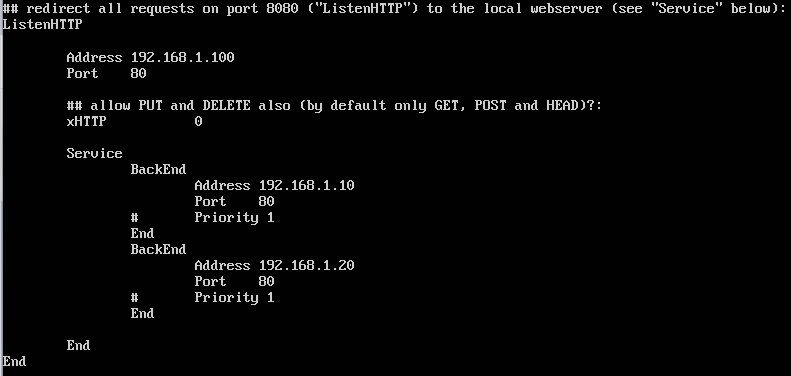 ## redirect all requests on port 8080 ("ListenHTTP") to the local webserver (see "Service" below):
ListenHTTP
Address 192.168.1.100
Port 80
## allow PUT and DELETE also (by default only GET, POST and HEAD)?:
xHTTP 0
Service
BackEnd
Address 192.168.1.10
Port 80
# Priority 1
End
BackEnd
Address 192.168.1.20
Port 80
# Priority 1
End
End
End